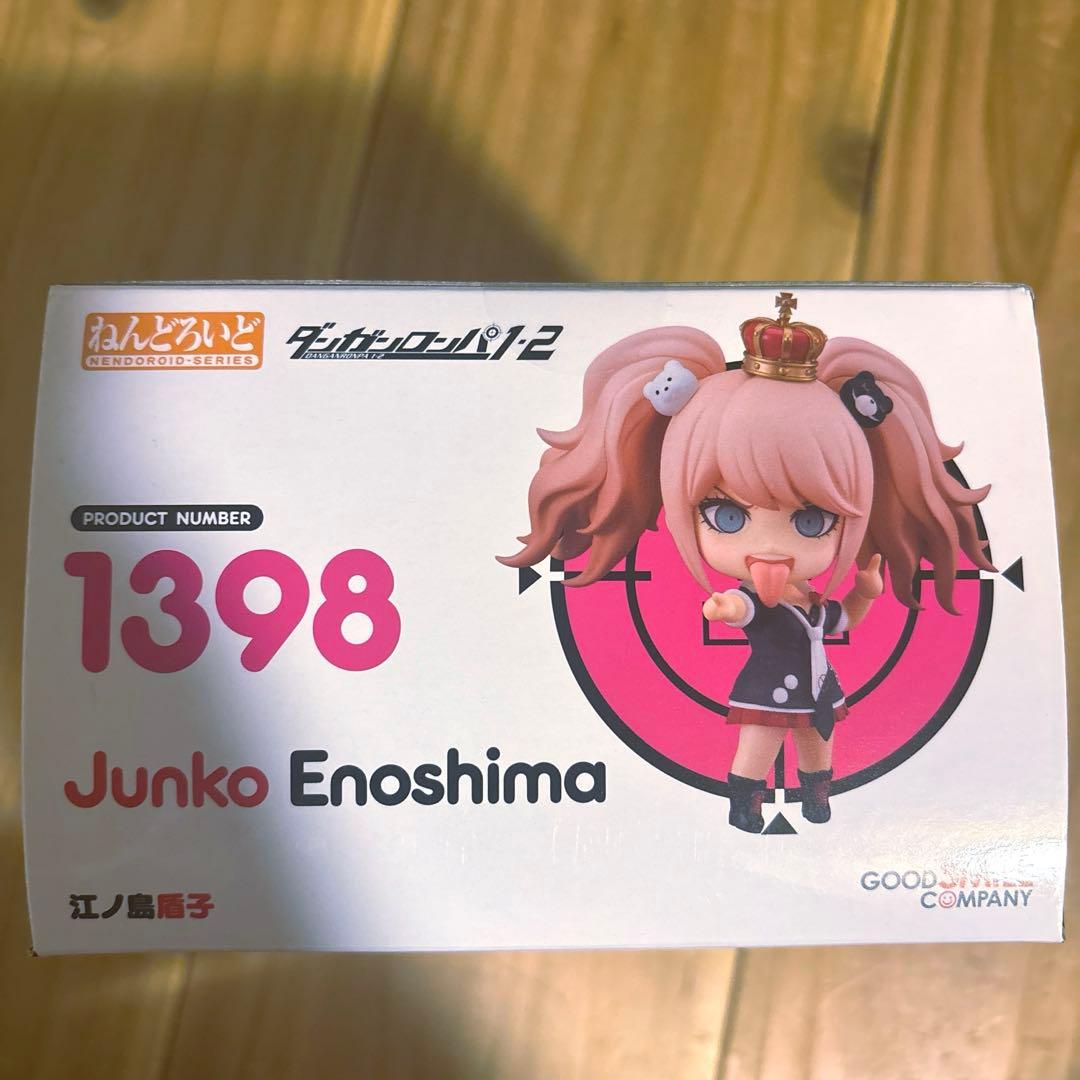 ねんどろいど
NENDOROID-SERIES
ダンガンロンパ1・2
DANGANRONPA 1・2
PRODUCT NUMBER
1398
Junko Enoshima
江ノ島盾子
GOOD SMILE
COMPANY